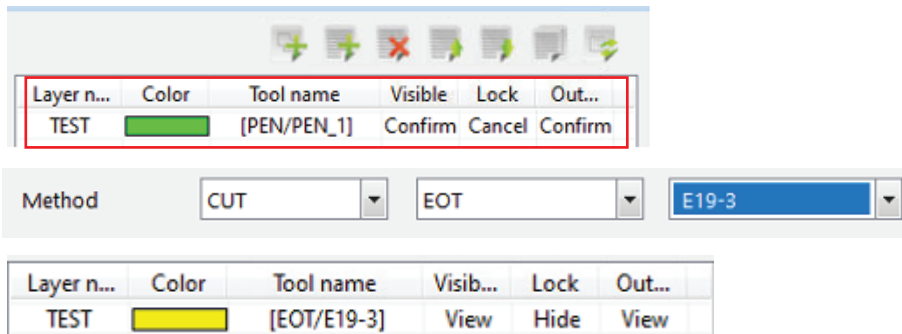 Layer n... Color Tool name Visible Lock Out...
TEST [PEN/PEN_1] Confirm Cancel Confirm
Method CUT EOT E19-3
Layer n... Color Tool name Visib... Lock Out...
TEST [EOT/E19-3] View Hide View